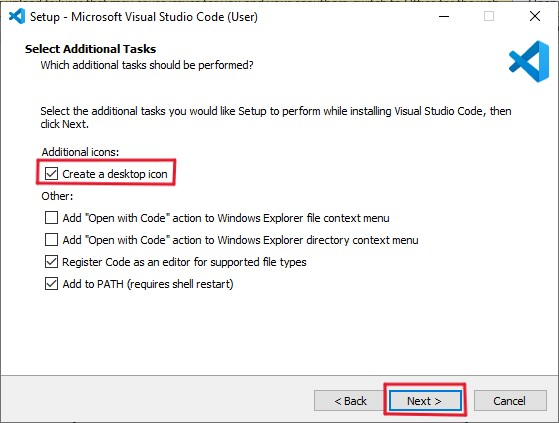 Setup - Microsoft Visual Studio Code (User)
Select Additional Tasks
Which additional tasks should be performed?
Select the additional tasks you would like Setup to perform while installing Visual Studio Code, then
click Next.
Additional icons:
Create a desktop icon
Other:
Add "Open with Code" action to Windows Explorer file context menu
Add "Open with Code" action to Windows Explorer directory context menu
Register Code as an editor for supported file types
Add to PATH (requires shell restart)
< Back
Next >
Cancel